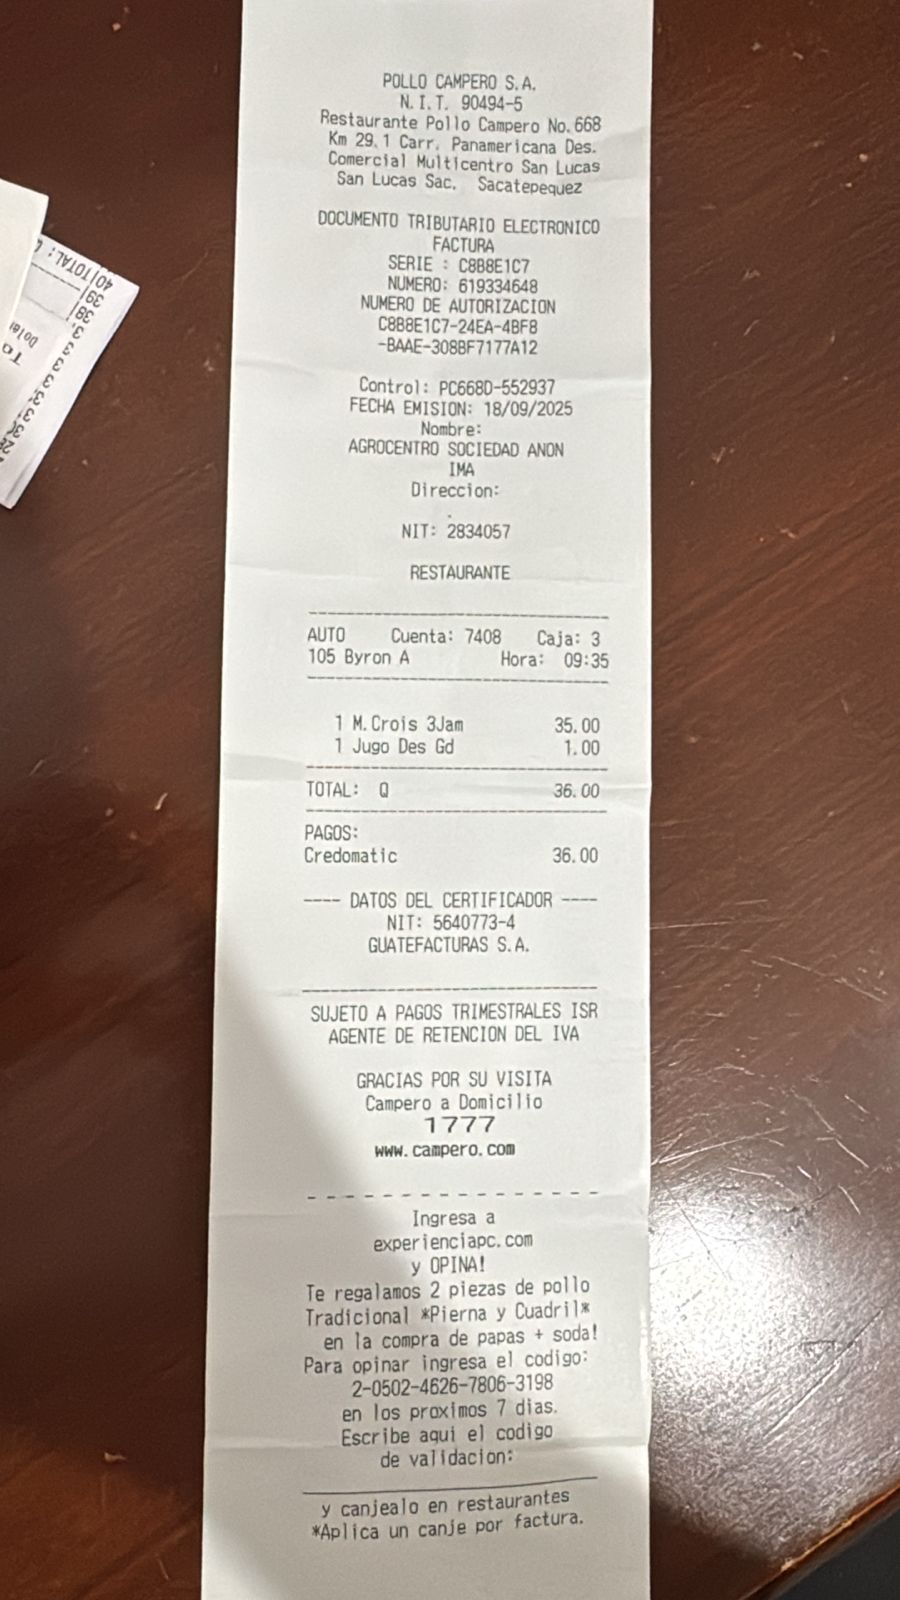 POLLO CAMPERO S.A.
N.I.T. 90494-5
Restaurante Pollo Campero No.668
Km 29.1 Carr. Panamericana Des.
Comercial Multicentro San Lucas
San Lucas Sac. Sacatepequez
DOCUMENTO TRIBUTARIO ELECTRONICO
FACTURA
SERIE : C8B8E1C7
NUMERO: 619334648
NUMERO DE AUTORIZACION
C8B8E1C7-24EA-4BF8
-BAAE-308BF7177A12
Control: PC668D-552937
FECHA EMISION: 18/09/2025
Nombre:
AGROCENTRO SOCIEDAD ANON
IMA
Direccion:
.
NIT: 2834057
RESTAURANTE
AUTO Cuenta: 7408 Caja: 3
105 Byron A Hora: 09:35
1 M.Crois 3Jam 35.00
1 Jugo Des Gd 1.00
TOTAL: Q 36.00
PAGOS:
Credomatic 36.00
---- DATOS DEL CERTIFICADOR ----
NIT: 5640773-4
GUATEFACTURAS S.A.
SUJETO A PAGOS TRIMESTRALES ISR
AGENTE DE RETENCION DEL IVA
GRACIAS POR SU VISITA
Campero a Domicilio
1777
www.campero.com
Ingresa a
experienciapc.com
y OPINA!
Te regalamos 2 piezas de pollo
Tradicional *Pierna y Cuadril*
en la compra de papas + soda!
Para opinar ingresa el codigo:
2-0502-4626-7806-3198
en los proximos 7 dias.
Escribe aqui el codigo
de validacion:
y canjealo en restaurantes
*Aplica un canje por factura.
40 TOTAL:
39
38